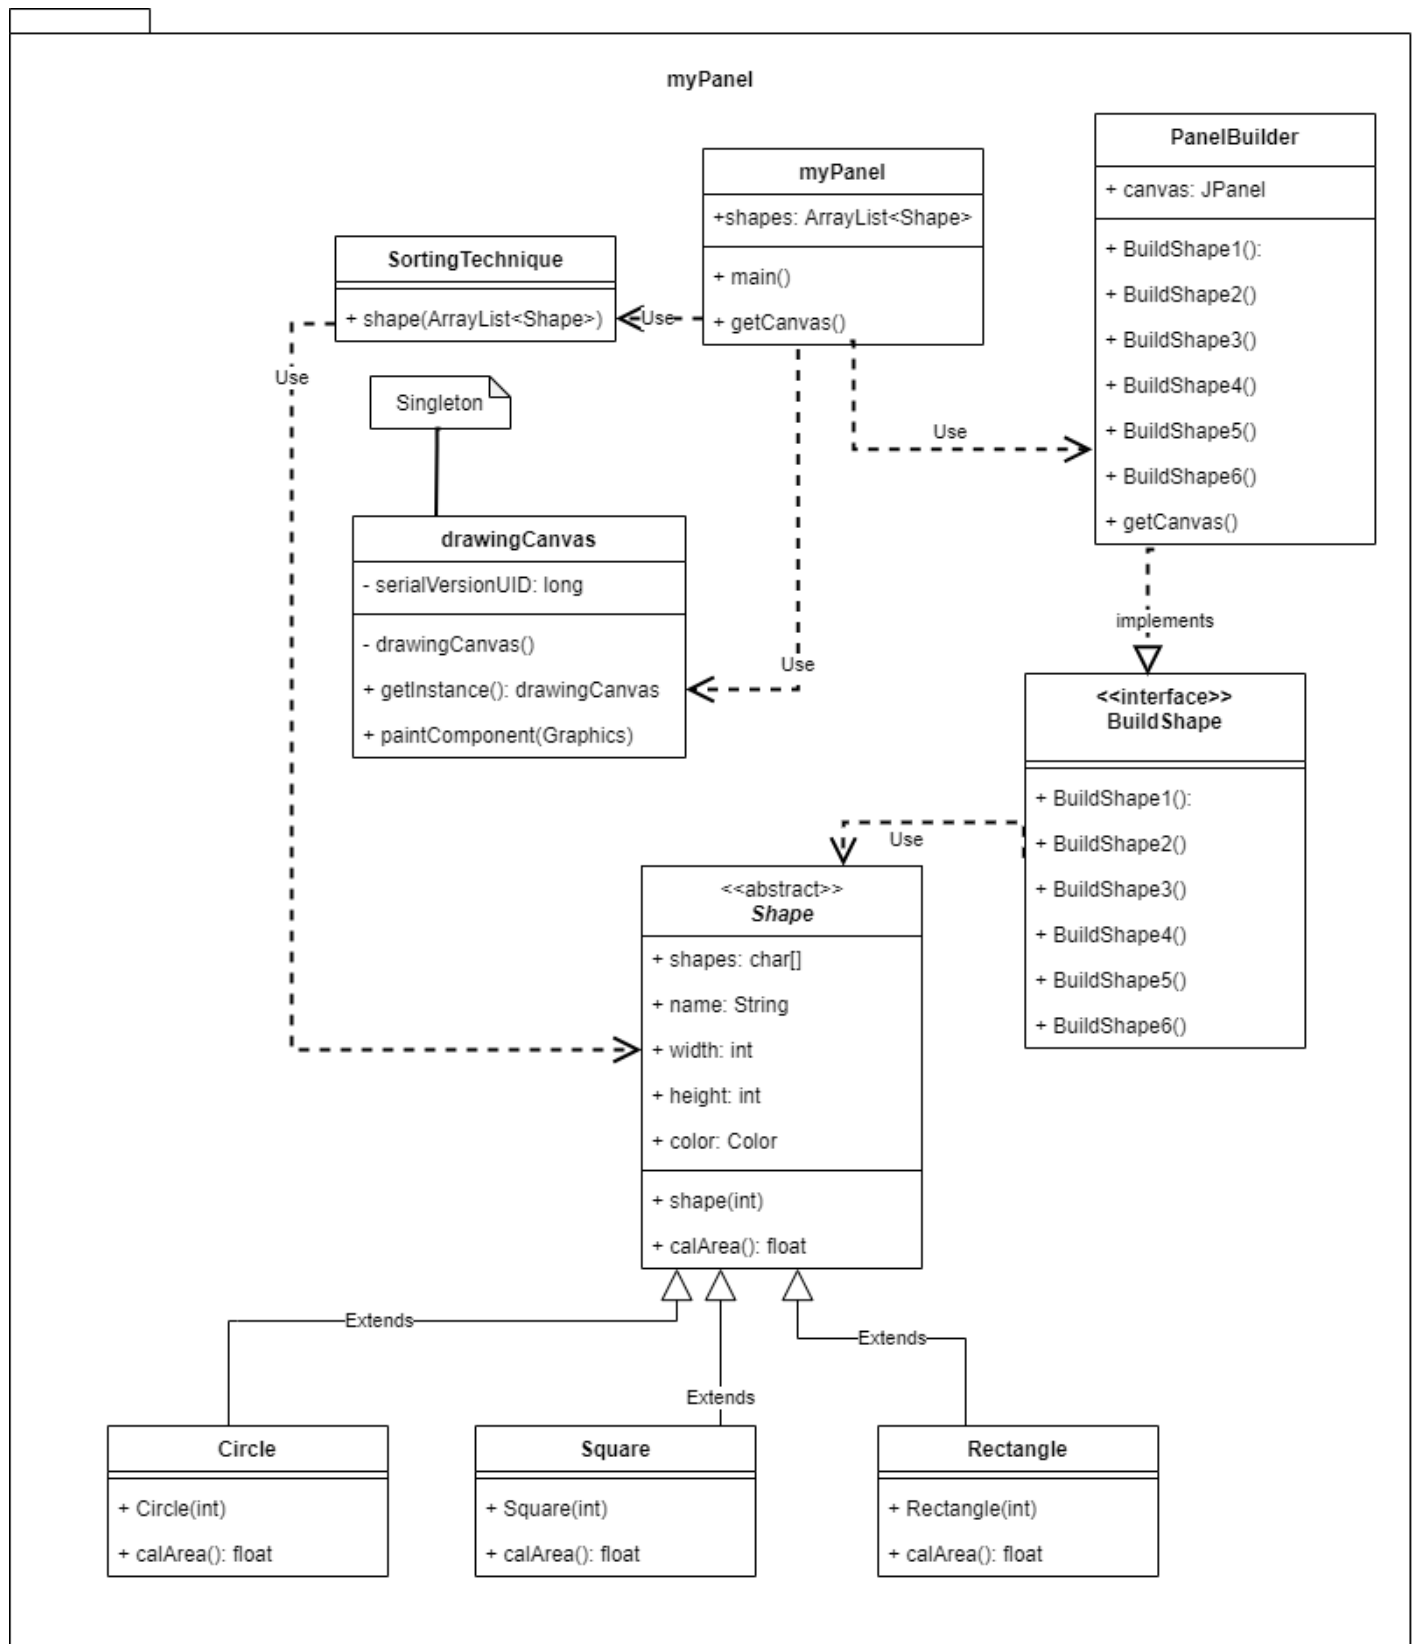 myPanel
PanelBuilder
+ canvas: JPanel
+ BuildShape1():
+ BuildShape2()
+ BuildShape3()
+ BuildShape4()
+ BuildShape5()
+ BuildShape6()
+ getCanvas()
myPanel
+shapes: ArrayList<Shape>
+ main()
+ getCanvas()
SortingTechnique
+ shape(ArrayList<Shape>)
Use
Use
Use
Use
Singleton
drawingCanvas
- serialVersionUID: long
- drawingCanvas()
+ getInstance(): drawingCanvas
+ paintComponent(Graphics)
implements
<<interface>>
BuildShape
+ BuildShape1():
+ BuildShape2()
+ BuildShape3()
+ BuildShape4()
+ BuildShape5()
+ BuildShape6()
Use
<<abstract>>
Shape
+ shapes: char[]
+ name: String
+ width: int
+ height: int
+ color: Color
+ shape(int)
+ calArea(): float
Extends
Extends
Extends
Circle
+ Circle(int)
+ calArea(): float
Square
+ Square(int)
+ calArea(): float
Rectangle
+ Rectangle(int)
+ calArea(): float